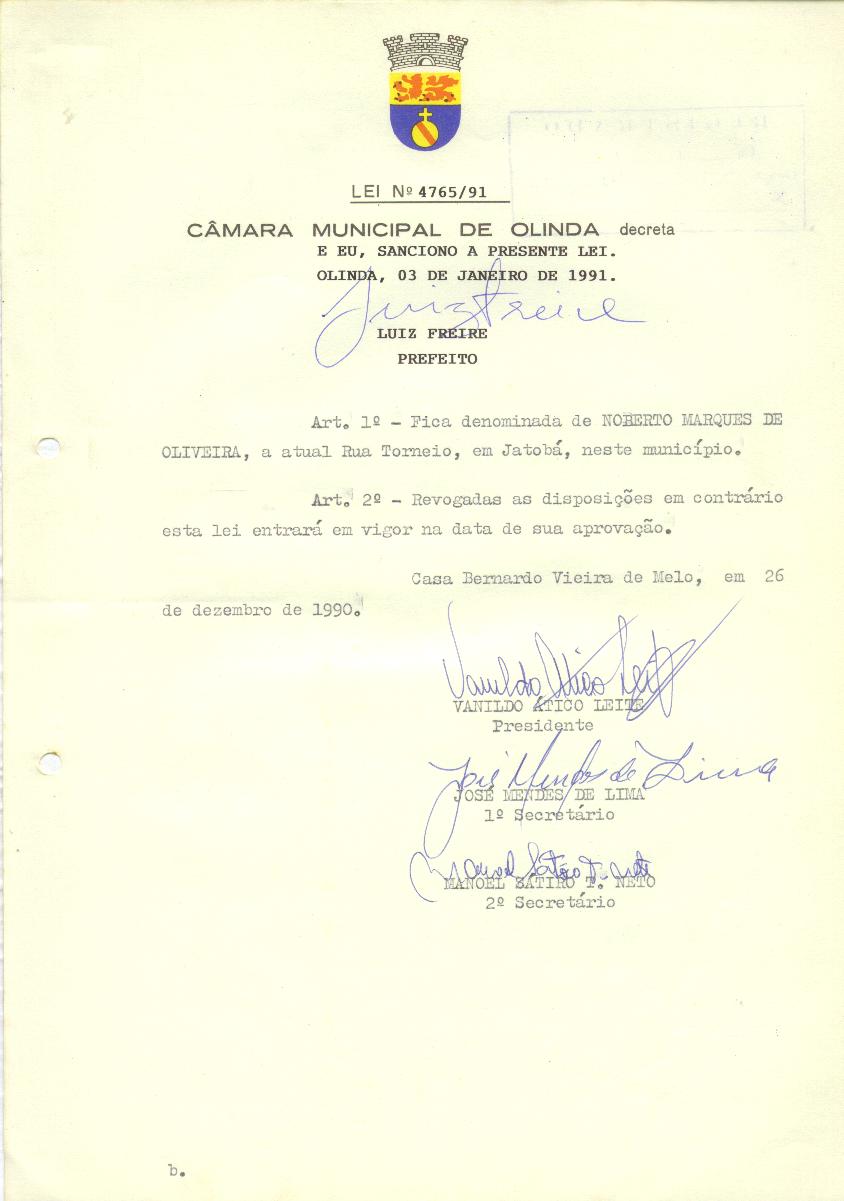 LEI Nº 4765/91
CÂMARA MUNICIPAL DE OLINDA decreta
E EU, SANCIONO A PRESENTE LEI.
OLINDA, 03 DE JANEIRO DE 1991.
Luiz Freire
LUIZ FREIRE
PREFEITO
Art. 1º - Fica denominada de NOBERTO MARQUES DE
OLIVEIRA, a atual Rua Torneio, em Jatobá, neste município.
Art. 2º - Revogadas as disposições em contrário
esta lei entrará em vigor na data de sua aprovação.
Casa Bernardo Vieira de Melo, em 26
de dezembro de 1990.
Vanildo Ático Leite
VANILDO ÁTICO LEITE
Presidente
José Mendes de Lima
JOSÉ MENDES DE LIMA
1º Secretário
Manoel Sátiro T. Neto
MANOEL SÁTIRO T. NETO
2º Secretário
b.